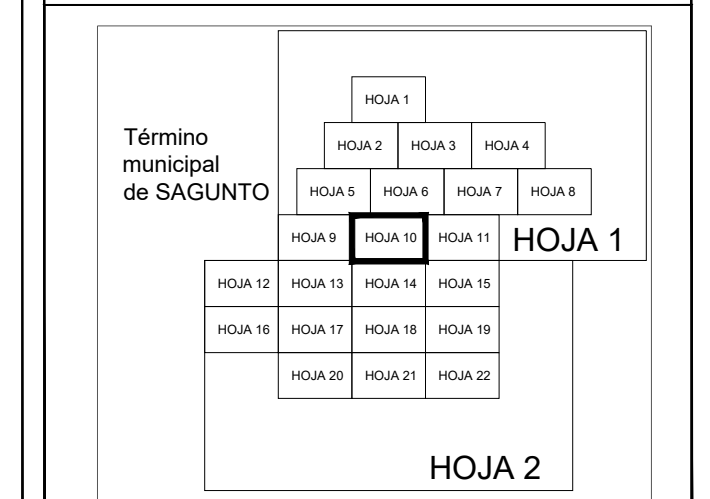 HOJA 1
Término
municipal
de SAGUNTO
HOJA 2 HOJA 3 HOJA 4
HOJA 5 HOJA 6 HOJA 7 HOJA 8
HOJA 9 HOJA 10 HOJA 11 HOJA 1
HOJA 12 HOJA 13 HOJA 14 HOJA 15
HOJA 16 HOJA 17 HOJA 18 HOJA 19
HOJA 20 HOJA 21 HOJA 22
HOJA 2